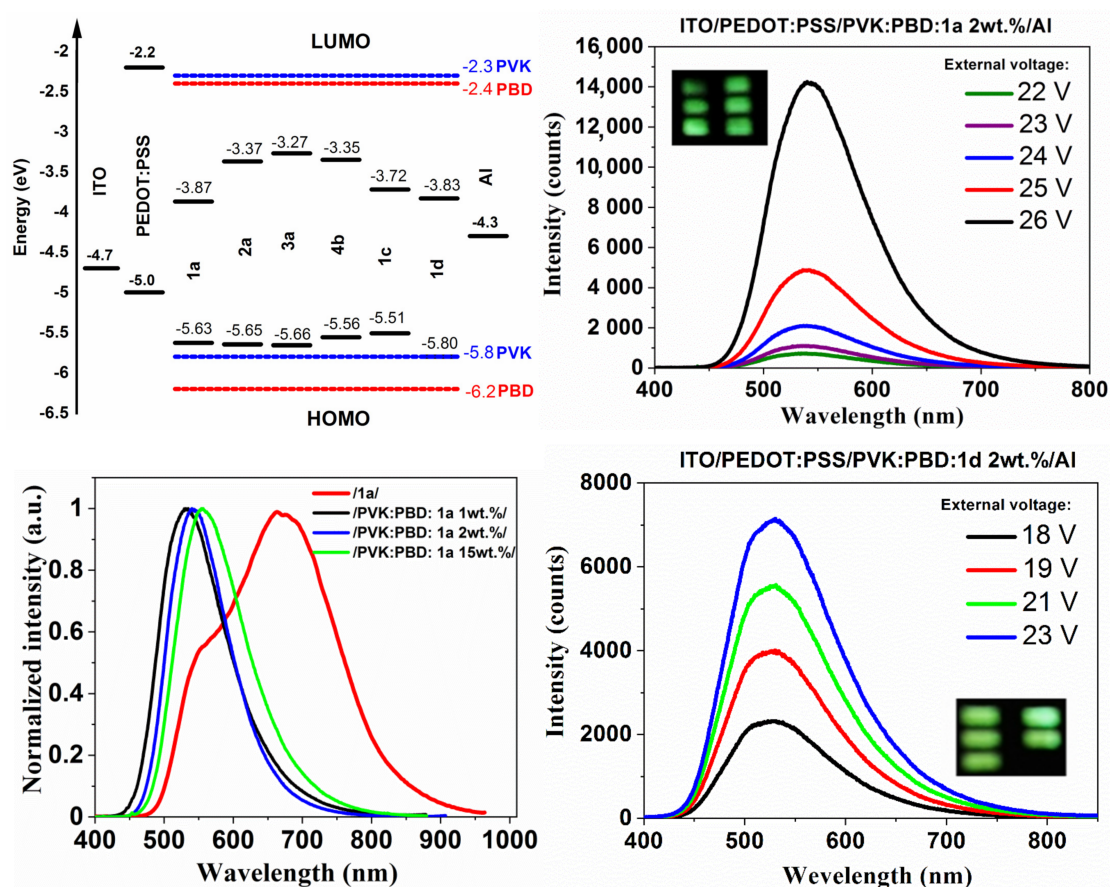 LUMO
-2
-2.5
-3
-3.5
-4
-4.5
-5
-5.5
-6
-6.5
Energy (eV)
ITO
-4.7
PEDOT:PSS
-2.2
-5.0
-2.3 PVK
-2.4 PBD
-3.87
-3.37
-3.27
-3.35
-3.72
-3.83
Al
-4.3
1a
2a
3a
4b
1c
1d
-5.63
-5.65
-5.66
-5.56
-5.51
-5.80
-5.8 PVK
-6.2 PBD
HOMO
ITO/PEDOT:PSS/PVK:PBD:1a 2wt.%/Al
External voltage:
22 V
23 V
24 V
25 V
26 V
16,000
14,000
12,000
10,000
8 000
6 000
4 000
2 000
0
Intensity (counts)
400 500 600 700 800
Wavelength (nm)
/1a/
/PVK:PBD: 1a 1wt.%/
/PVK:PBD: 1a 2wt.%/
/PVK:PBD: 1a 15wt.%/
1
0.8
0.6
0.4
0.2
0
Normalized intensity (a.u.)
400 500 600 700 800 900 1000
Wavelength (nm)
ITO/PEDOT:PSS/PVK:PBD:1d 2wt.%/Al
External voltage:
18 V
19 V
21 V
23 V
8000
6000
4000
2000
0
Intensity (counts)
400 500 600 700 800
Wevelength (nm)